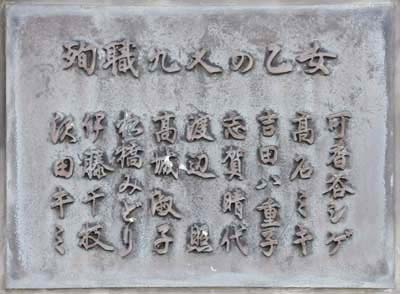 殉職九人の乙女
可香谷シゲ
高石ミキ
吉田八重子
志賀晴代
渡辺照
高城淑子
松橋みどり
伊藤千枝
沢田キミ